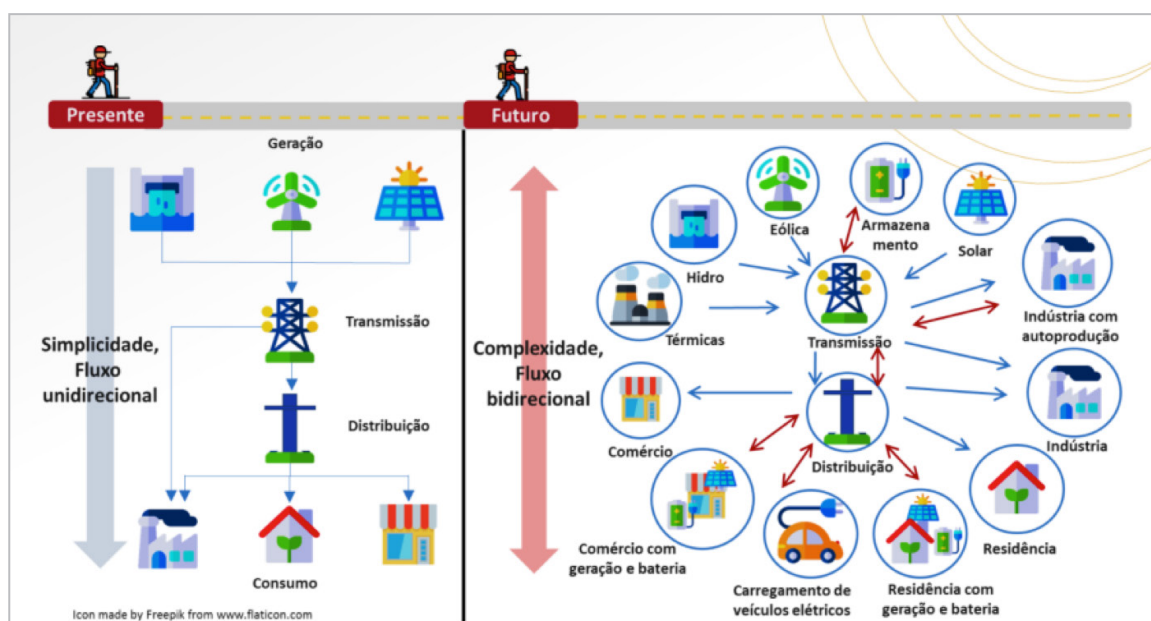 Presente
Futuro
Geração
Transmissão
Simplicidade,
Fluxo
unidirecional
Distribuição
Consumo
Icon made by Freepik from www.flaticon.com
Complexidade,
Fluxo
bidirecional
Eólica
Armazena
mento
Solar
Hidro
Térmicas
Transmissão
Indústria com
autoprodução
Comércio
Distribuição
Indústria
Residência
Comércio com
geração e bateria
Carregamento de
veículos elétricos
Residência com
geração e bateria